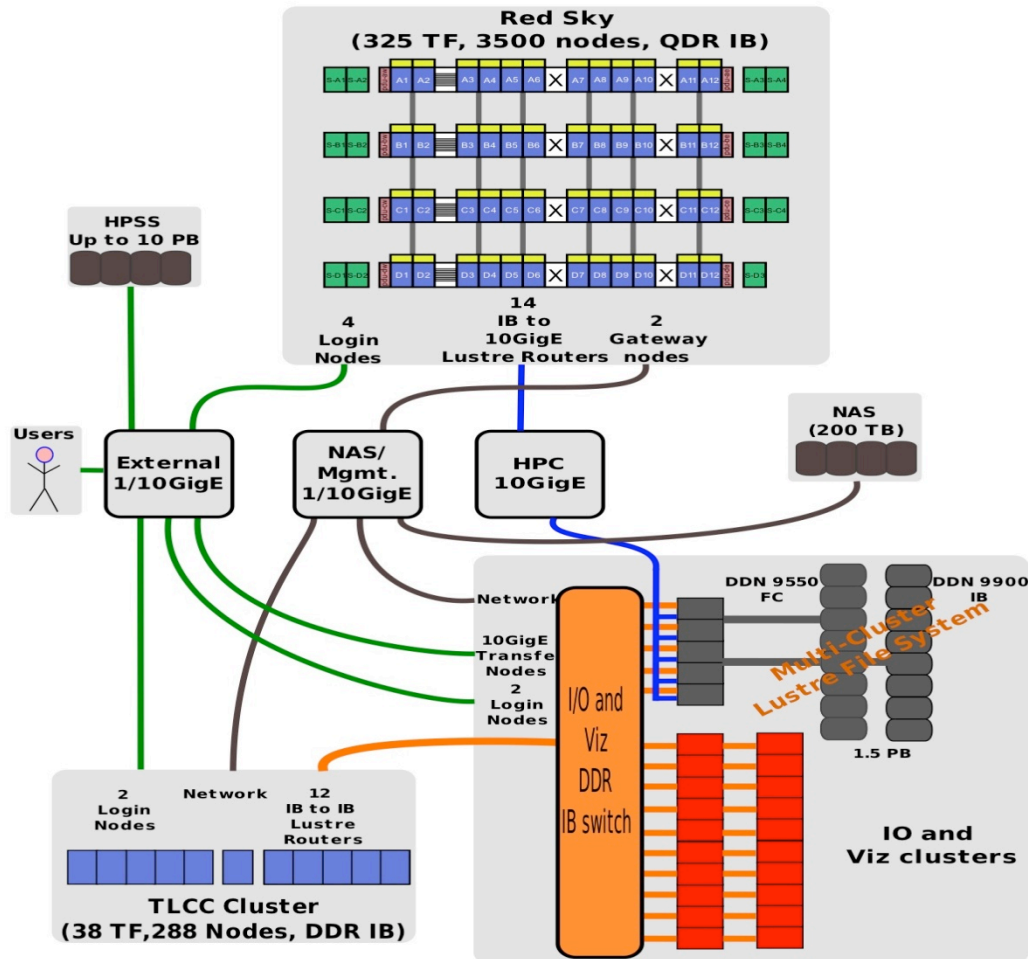 Red Sky
(325 TF, 3500 nodes, QDR IB)
S-A1 S-A2 A1 A2 A3 A4 A5 A6 A7 A8 A9 A10 A11 A12 S-A3 S-A4
S-B1 S-B2 B1 B2 B3 B4 B5 B6 B7 B8 B9 B10 B11 B12 S-B3 S-B4
S-C1 S-C2 C1 C2 C3 C4 C5 C6 C7 C8 C9 C10 C11 C12 S-C3 S-C4
S-D1 S-D2 D1 D2 D3 D4 D5 D6 D7 D8 D9 D10 D11 D12 S-D3
4
Login
Nodes
14
IB to
10GigE
Lustre Routers
2
Gateway
nodes
HPSS
Up to 10 PB
Users
External
1/10GigE
NAS/
Mgmt.
1/10GigE
HPC
10GigE
NAS
(200 TB)
Network
10GigE
Transfer
Nodes
2
Login
Nodes
I/O and
Viz
DDR
IB switch
DDN 9550
FC
DDN 9900
IB
Multi-Cluster
Lustre File System
1.5 PB
IO and
Viz clusters
2
Login
Nodes
Network
12
IB to IB
Lustre
Routers
TLCC Cluster
(38 TF,288 Nodes, DDR IB)